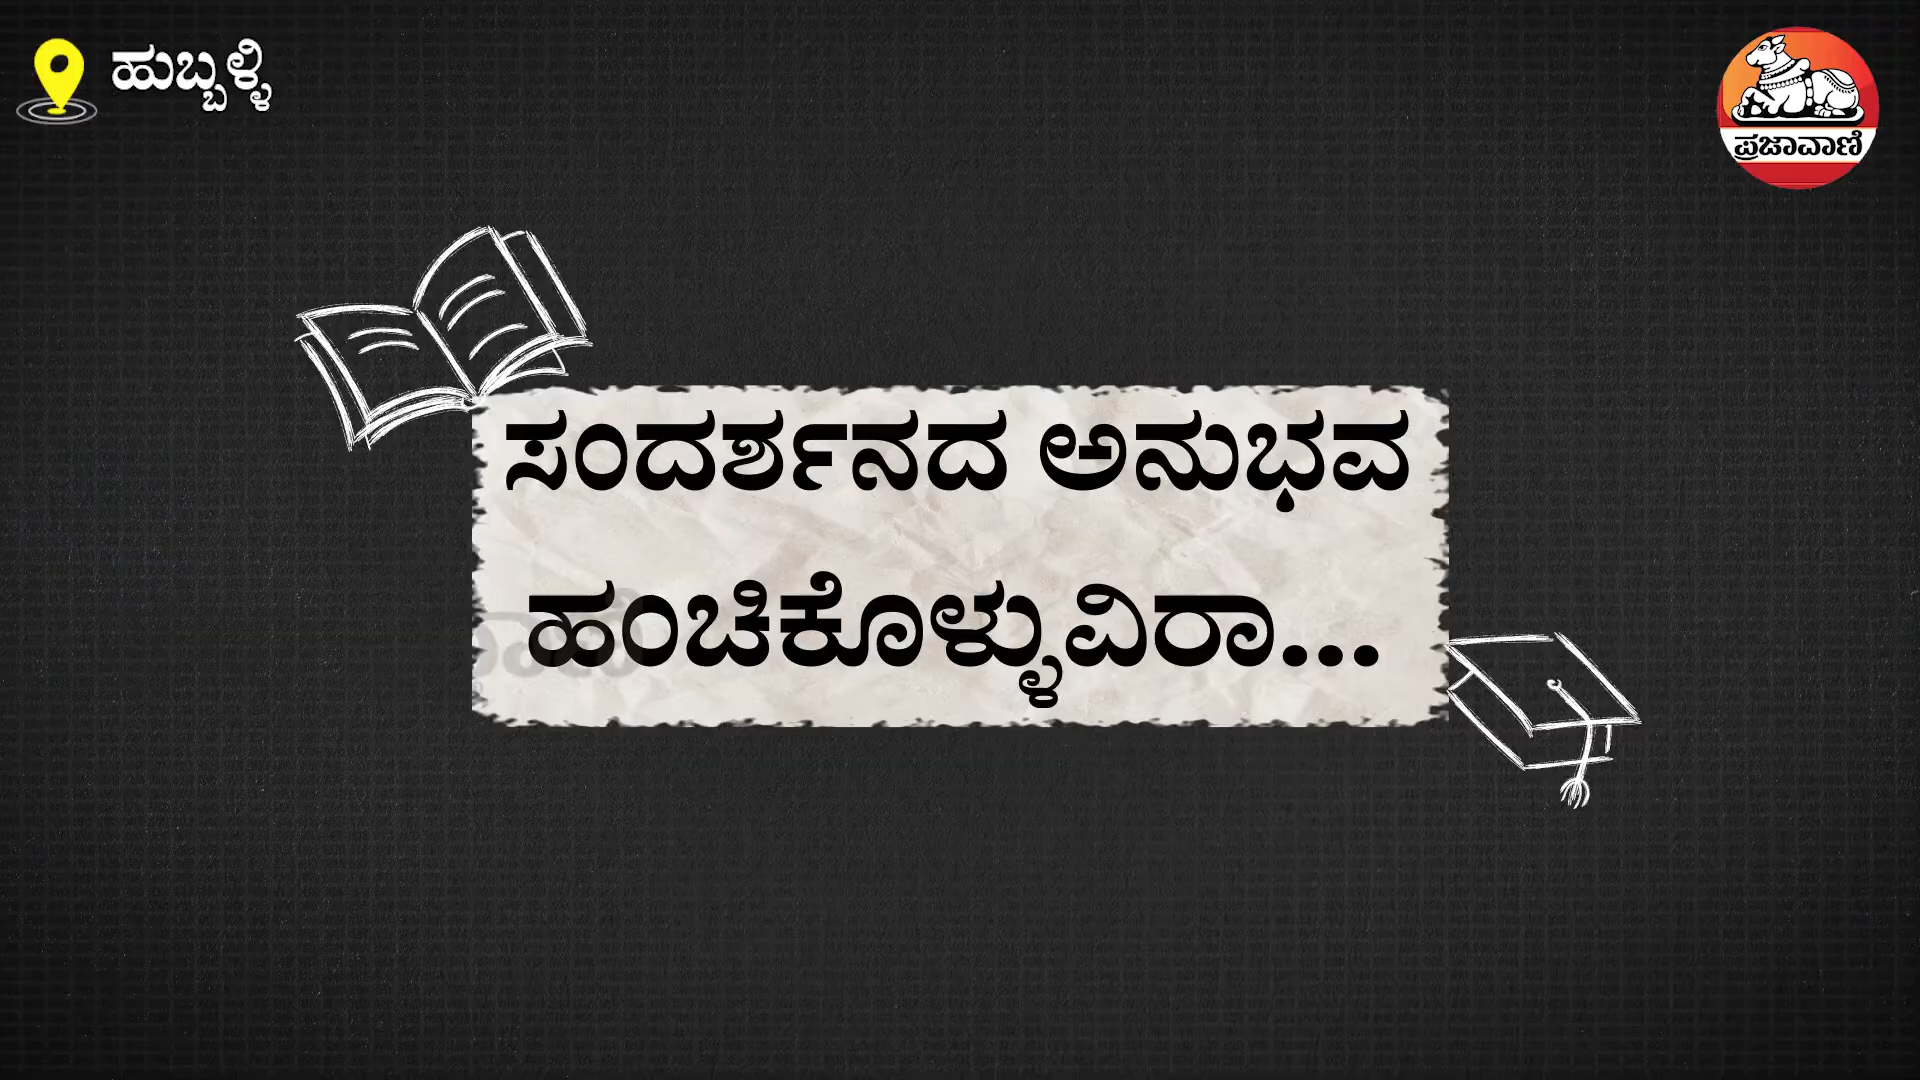 ಹುಬ್ಬಳ್ಳಿ
ಪ್ರಜಾವಾಣಿ
ಸಂದರ್ಶನದ ಅನುಭವ
ಹಂಚಿಕೊಳ್ಳುವಿರಾ...